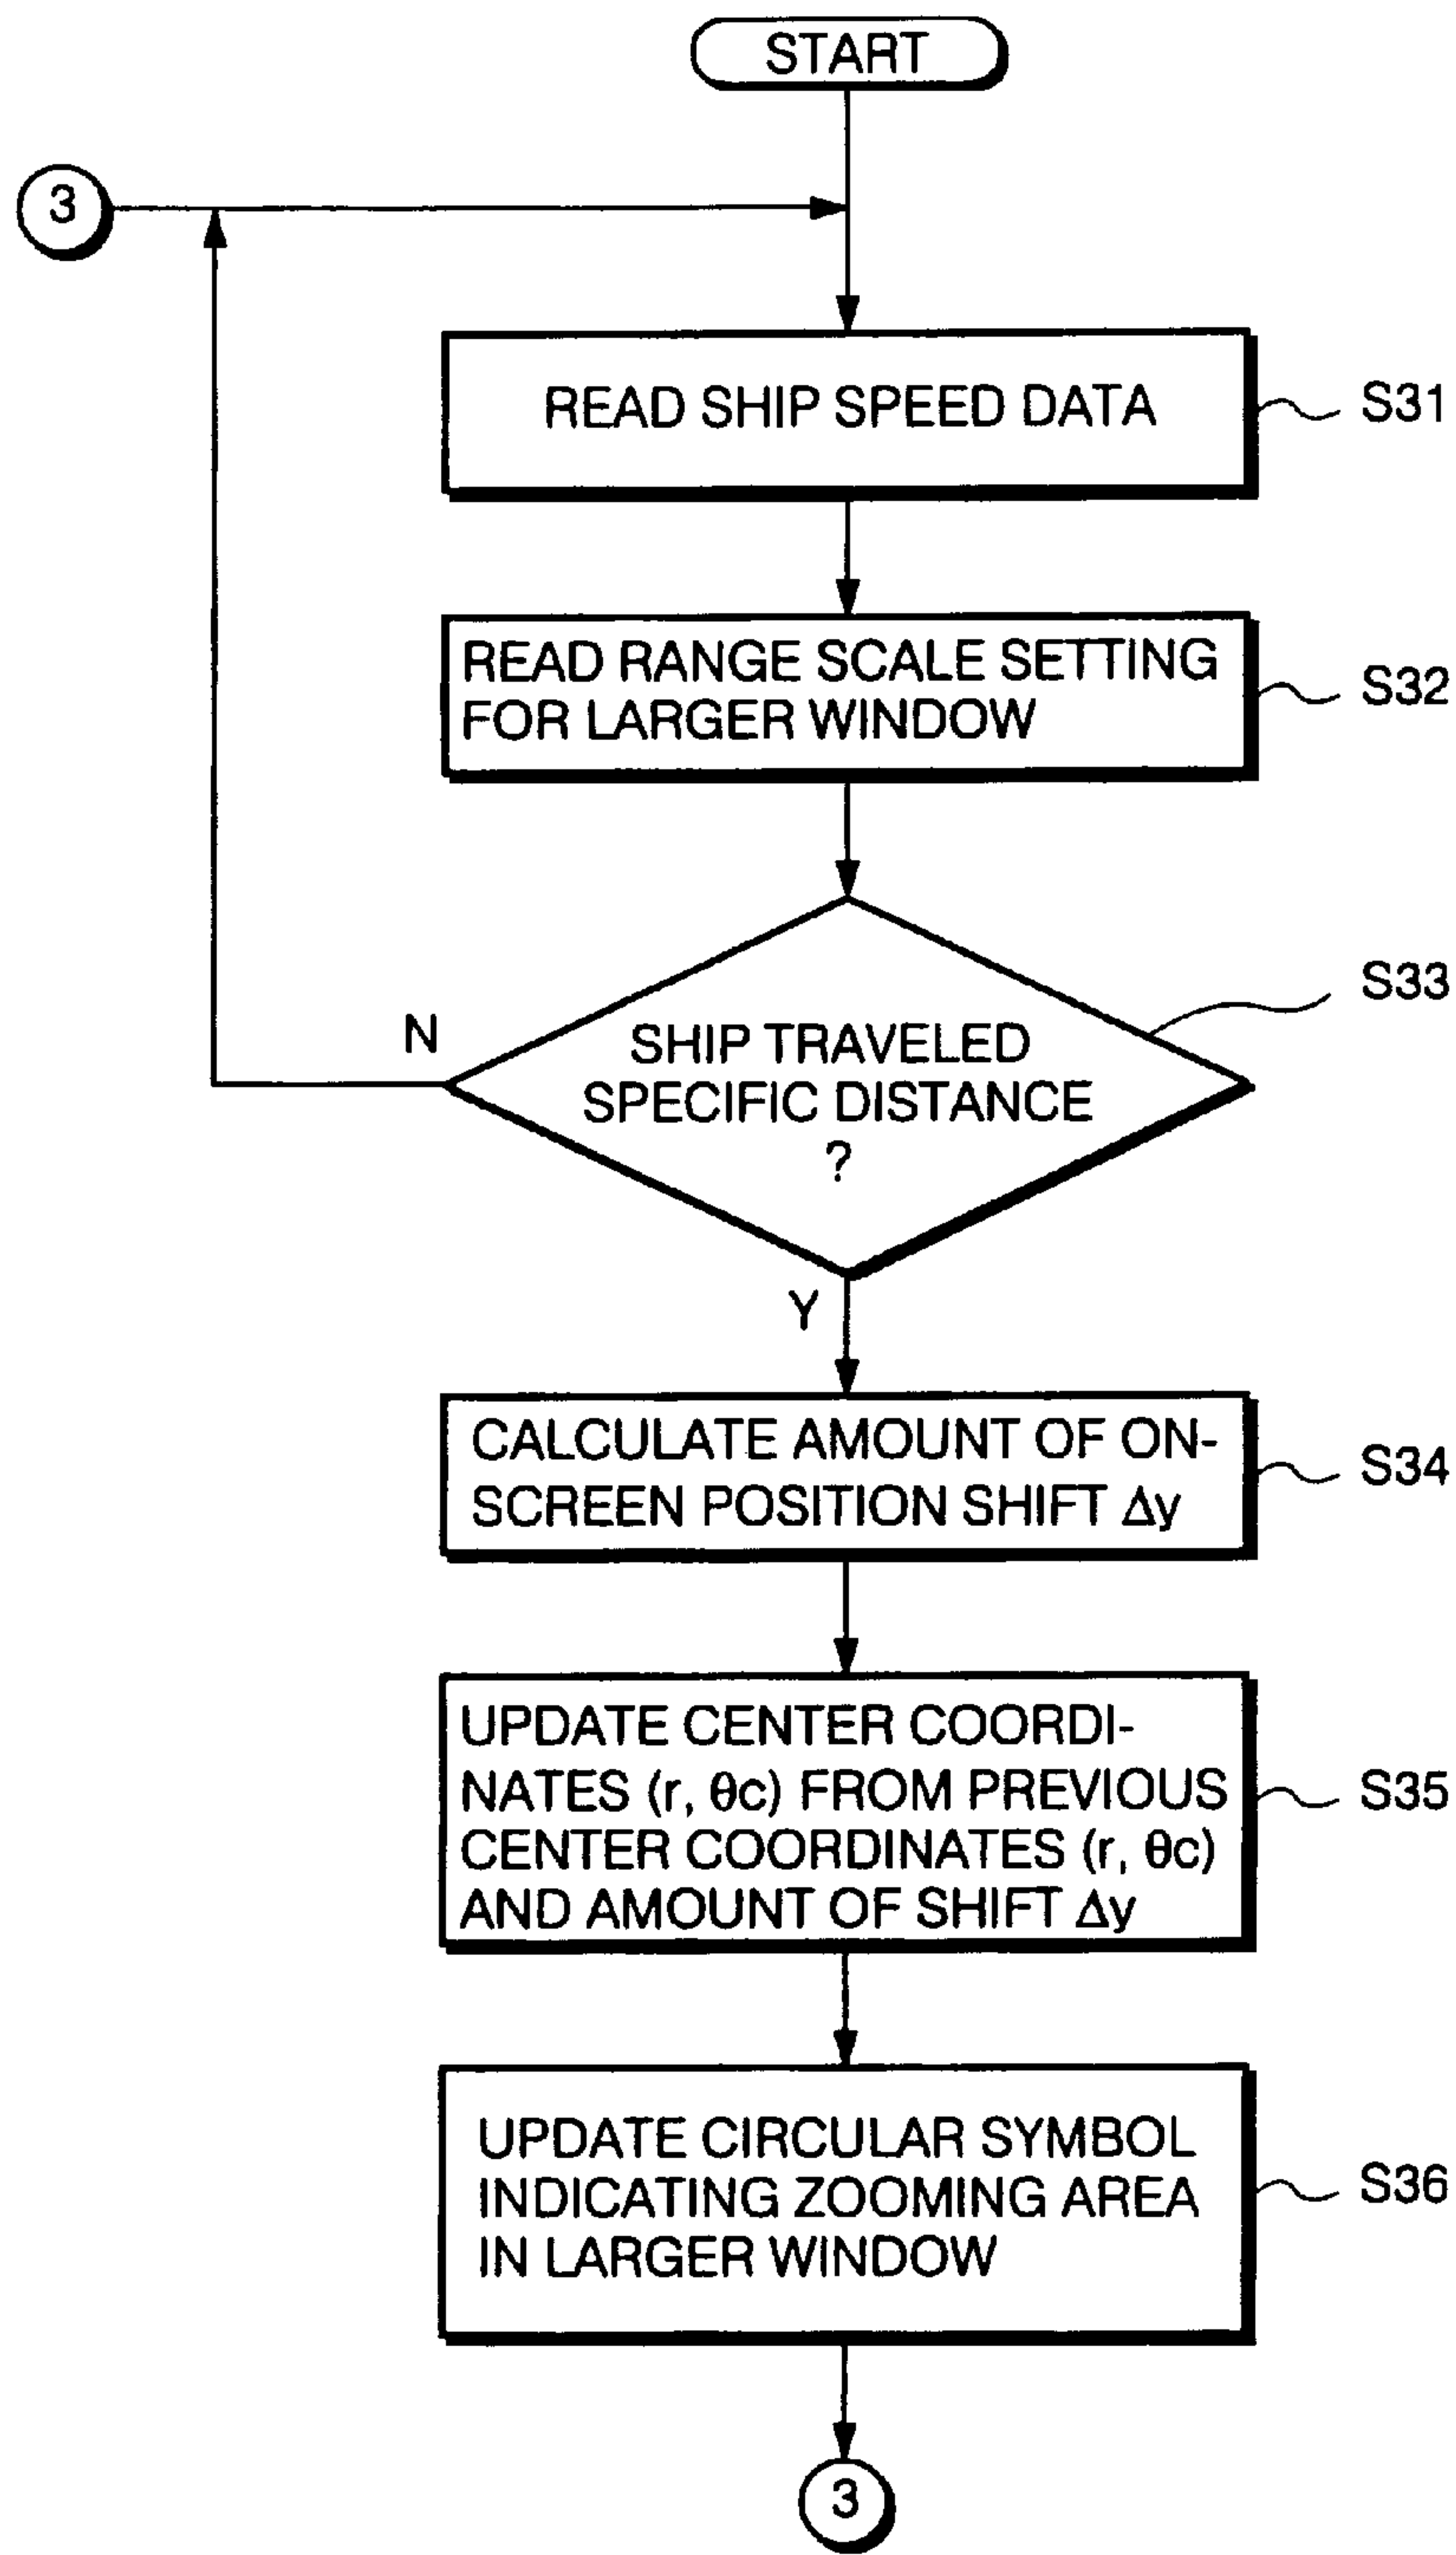 START
3
READ SHIP SPEED DATA
S31
READ RANGE SCALE SETTING
FOR LARGER WINDOW
S32
S33
N
SHIP TRAVELED
SPECIFIC DISTANCE
?
Y
CALCULATE AMOUNT OF ON-
SCREEN POSITION SHIFT Δy
S34
UPDATE CENTER COORDI-
NATES (r, θc) FROM PREVIOUS
CENTER COORDINATES (r, θc)
AND AMOUNT OF SHIFT Δy
S35
UPDATE CIRCULAR SYMBOL
INDICATING ZOOMING AREA
IN LARGER WINDOW
S36
3